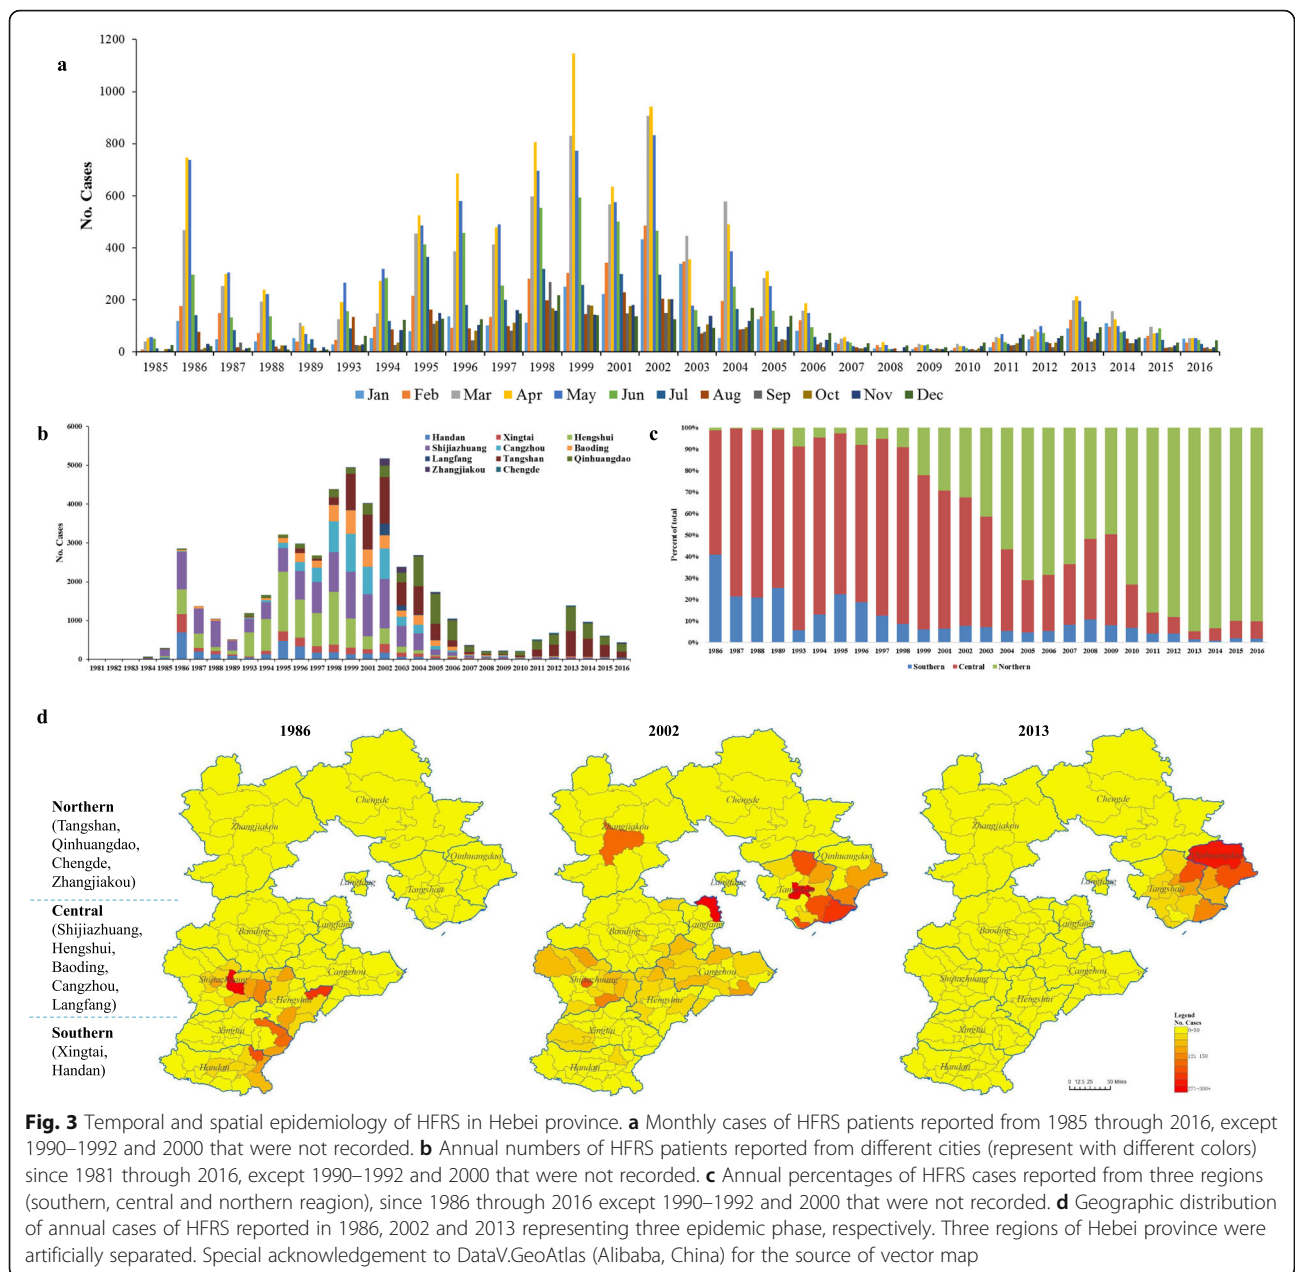 a
No. Cases
1200
1000
800
600
400
200
0
1985 1986 1987 1988 1989 1993 1994 1995 1996 1997 1998 1999 2001 2002 2003 2004 2005 2006 2007 2008 2009 2010 2011 2012 2013 2014 2015 2016
Jan Feb Mar Apr May Jun Jul Aug Sep Oct Nov Dec
b
No. Cases
6000
5000
4000
3000
2000
1000
0
Handan Xingtai Hengshui
Shijiazhuang Cangzhou Baoding
Langfang Tangshan Qinhuangdao
Zhangjiakou Chengde
1981 1982 1983 1984 1985 1986 1987 1988 1989 1993 1994 1995 1996 1997 1998 1999 2001 2002 2003 2004 2005 2006 2007 2008 2009 2010 2011 2012 2013 2014 2015 2016
c
Percent of total
100%
90%
80%
70%
60%
50%
40%
30%
20%
10%
0%
1986 1987 1988 1989 1993 1994 1995 1996 1997 1998 1999 2001 2002 2003 2004 2005 2006 2007 2008 2009 2010 2011 2012 2013 2014 2015 2016
Southern Central Northern
d
1986 2002 2013
Northern
(Tangshan,
Qinhuangdao,
Chengde,
Zhangjiakou)
Central
(Shijiazhuang,
Hengshui,
Baoding,
Cangzhou,
Langfang)
Southern
(Xingtai,
Handan)
Chengde
Zhangjiakou
Qinhuangdao
Langfang
Tangshan
Baoding
Langfang
Cangzhou
Shijiazhuang
Hengshui
Xingtai
Handan
Chengde
Zhangjiakou
Qinhuangdao
Langfang
Langfang
Baoding
Cangzhou
Shijiazhuang
Hengshui
Xingtai
Handan
Chengde
Zhangjiakou
Langfang
Tangshan
Baoding
Langfang
Cangzhou
Shijiazhuang
Hengshui
Xingtai
Handan
Legend
No. Cases
121-150
271-300+
0 12.5 25 50 Miles
Fig. 3 Temporal and spatial epidemiology of HFRS in Hebei province. a Monthly cases of HFRS patients reported from 1985 through 2016, except
1990–1992 and 2000 that were not recorded. b Annual numbers of HFRS patients reported from different cities (represent with different colors)
since 1981 through 2016, except 1990–1992 and 2000 that were not recorded. c Annual percentages of HFRS cases reported from three regions
(southern, central and northern reagion), since 1986 through 2016 except 1990–1992 and 2000 that were not recorded. d Geographic distribution
of annual cases of HFRS reported in 1986, 2002 and 2013 representing three epidemic phase, respectively. Three regions of Hebei province were
artificially separated. Special acknowledgement to DataV.GeoAtlas (Alibaba, China) for the source of vector map